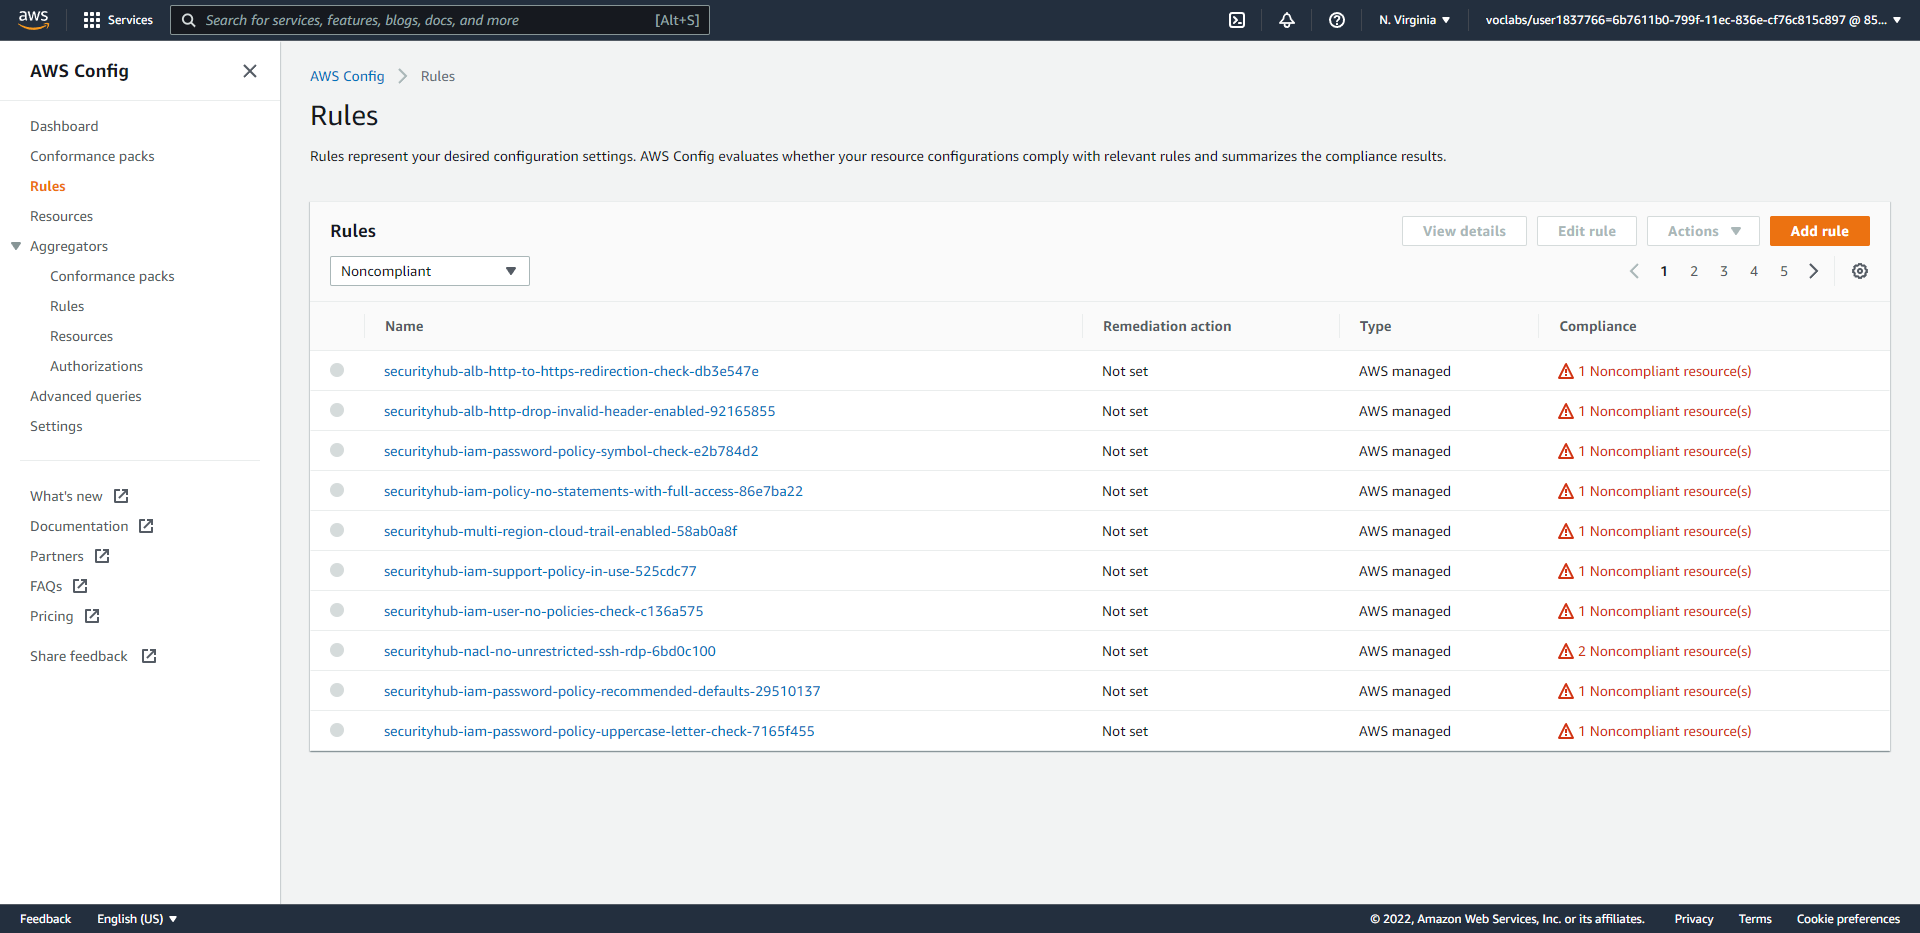 aws Services Search for services, features, blogs, docs, and more [Alt+S] N. Virginia voclabs/user1837766=6b7611b0-799f-11ec-836e-cf76c815c897 @ 85...
AWS Config
Dashboard
Conformance packs
Rules
Resources
Aggregators
Conformance packs
Rules
Resources
Authorizations
Advanced queries
Settings
What's new
Documentation
Partners
FAQs
Pricing
Share feedback
AWS Config Rules
Rules
Rules represent your desired configuration settings. AWS Config evaluates whether your resource configurations comply with relevant rules and summarizes the compliance results.
Rules View details Edit rule Actions Add rule
Noncompliant 1 2 3 4 5
Name Remediation action Type Compliance
securityhub-alb-http-to-https-redirection-check-db3e547e Not set AWS managed 1 Noncompliant resource(s)
securityhub-alb-http-drop-invalid-header-enabled-92165855 Not set AWS managed 1 Noncompliant resource(s)
securityhub-iam-password-policy-symbol-check-e2b784d2 Not set AWS managed 1 Noncompliant resource(s)
securityhub-iam-policy-no-statements-with-full-access-86e7ba22 Not set AWS managed 1 Noncompliant resource(s)
securityhub-multi-region-cloud-trail-enabled-58ab0a8f Not set AWS managed 1 Noncompliant resource(s)
securityhub-iam-support-policy-in-use-525cdc77 Not set AWS managed 1 Noncompliant resource(s)
securityhub-iam-user-no-policies-check-c136a575 Not set AWS managed 1 Noncompliant resource(s)
securityhub-nacl-no-unrestricted-ssh-rdp-6bd0c100 Not set AWS managed 2 Noncompliant resource(s)
securityhub-iam-password-policy-recommended-defaults-29510137 Not set AWS managed 1 Noncompliant resource(s)
securityhub-iam-password-policy-uppercase-letter-check-7165f455 Not set AWS managed 1 Noncompliant resource(s)
Feedback English (US) © 2022, Amazon Web Services, Inc. or its affiliates. Privacy Terms Cookie preferences